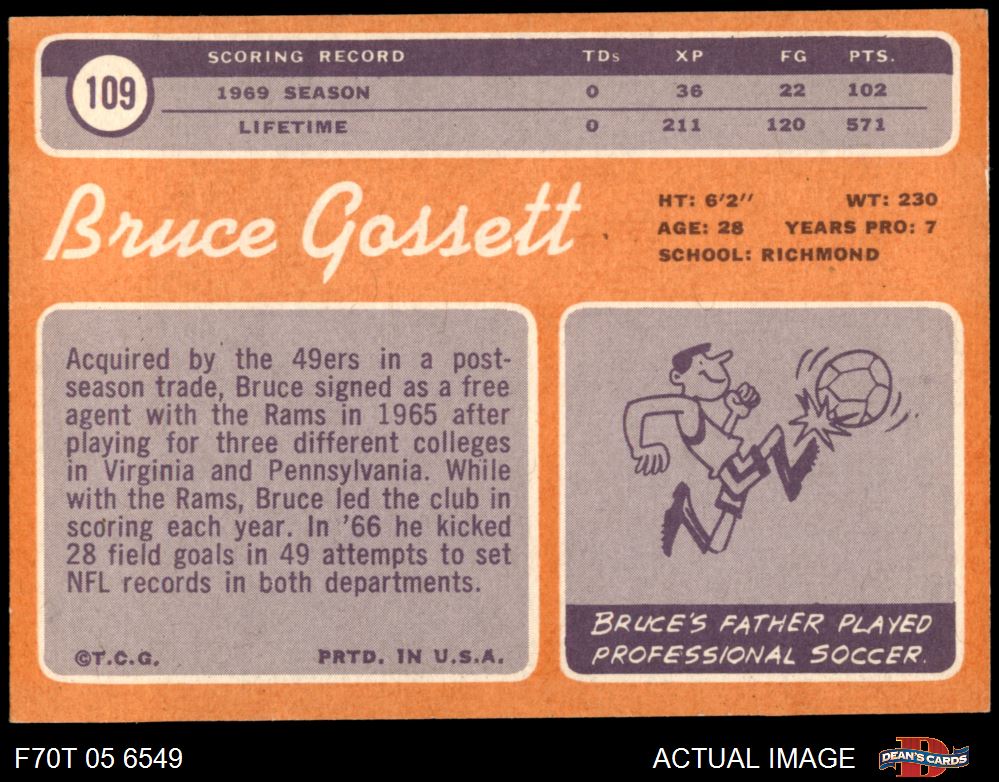 109
SCORING RECORD TDs XP FG PTS.
1969 SEASON 0 36 22 102
LIFETIME 0 211 120 571
Bruce Gossett
HT: 6'2" WT: 230
AGE: 28 YEARS PRO: 7
SCHOOL: RICHMOND
Acquired by the 49ers in a post-
season trade, Bruce signed as a free
agent with the Rams in 1965 after
playing for three different colleges
in Virginia and Pennsylvania. While
with the Rams, Bruce led the club in
scoring each year. In '66 he kicked
28 field goals in 49 attempts to set
NFL records in both departments.
©T.C.G. PRTD. IN U.S.A.
BRUCE'S FATHER PLAYED
PROFESSIONAL SOCCER.
F70T 05 6549 ACTUAL IMAGE DEAN'S CARDS